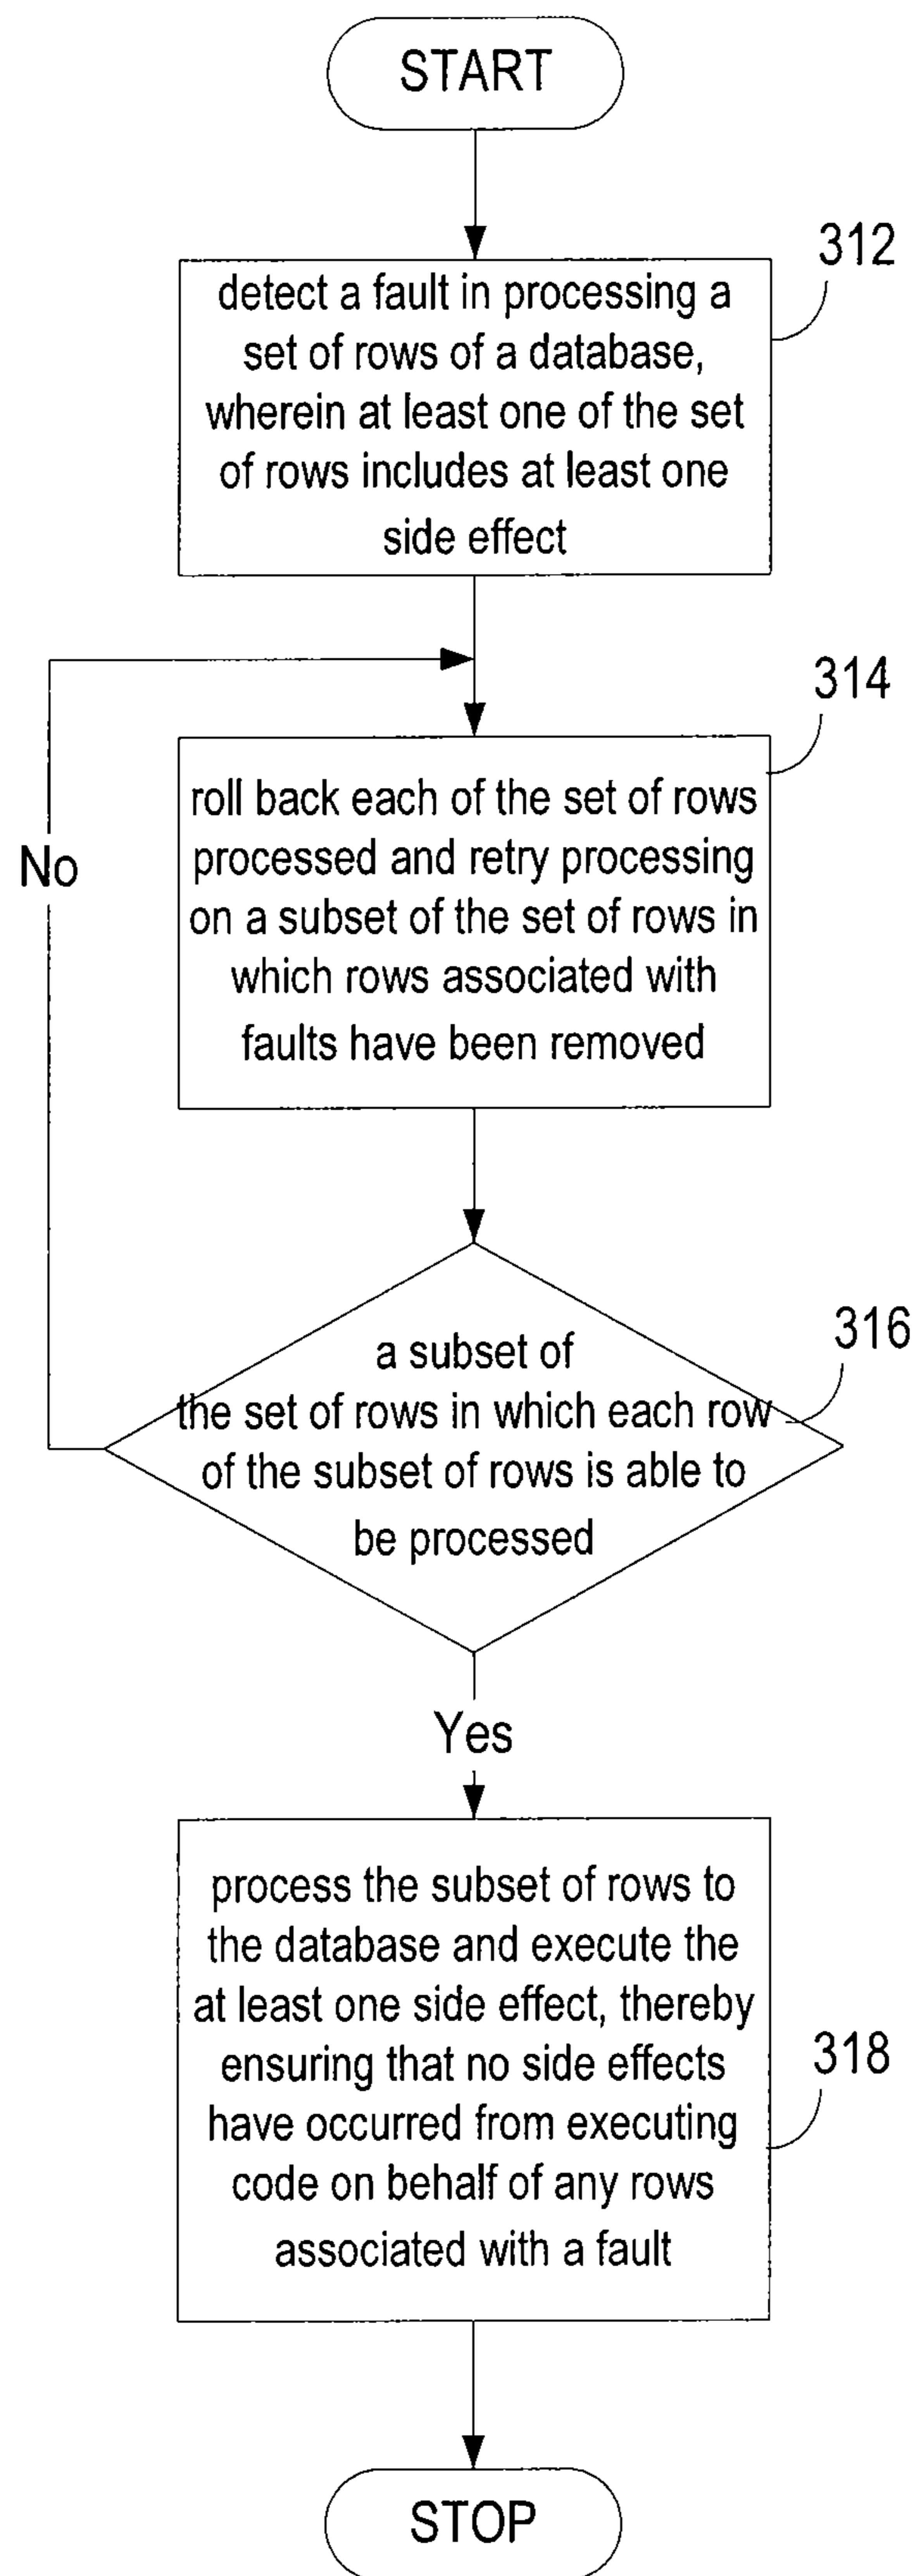 START
312
detect a fault in processing a
set of rows of a database,
wherein at least one of the set
of rows includes at least one
side effect
314
roll back each of the set of rows
processed and retry processing
on a subset of the set of rows in
which rows associated with
faults have been removed
No
316
a subset of
the set of rows in which each row
of the subset of rows is able to
be processed
Yes
process the subset of rows to
the database and execute the
at least one side effect, thereby
ensuring that no side effects
have occurred from executing
code on behalf of any rows
associated with a fault
318
STOP